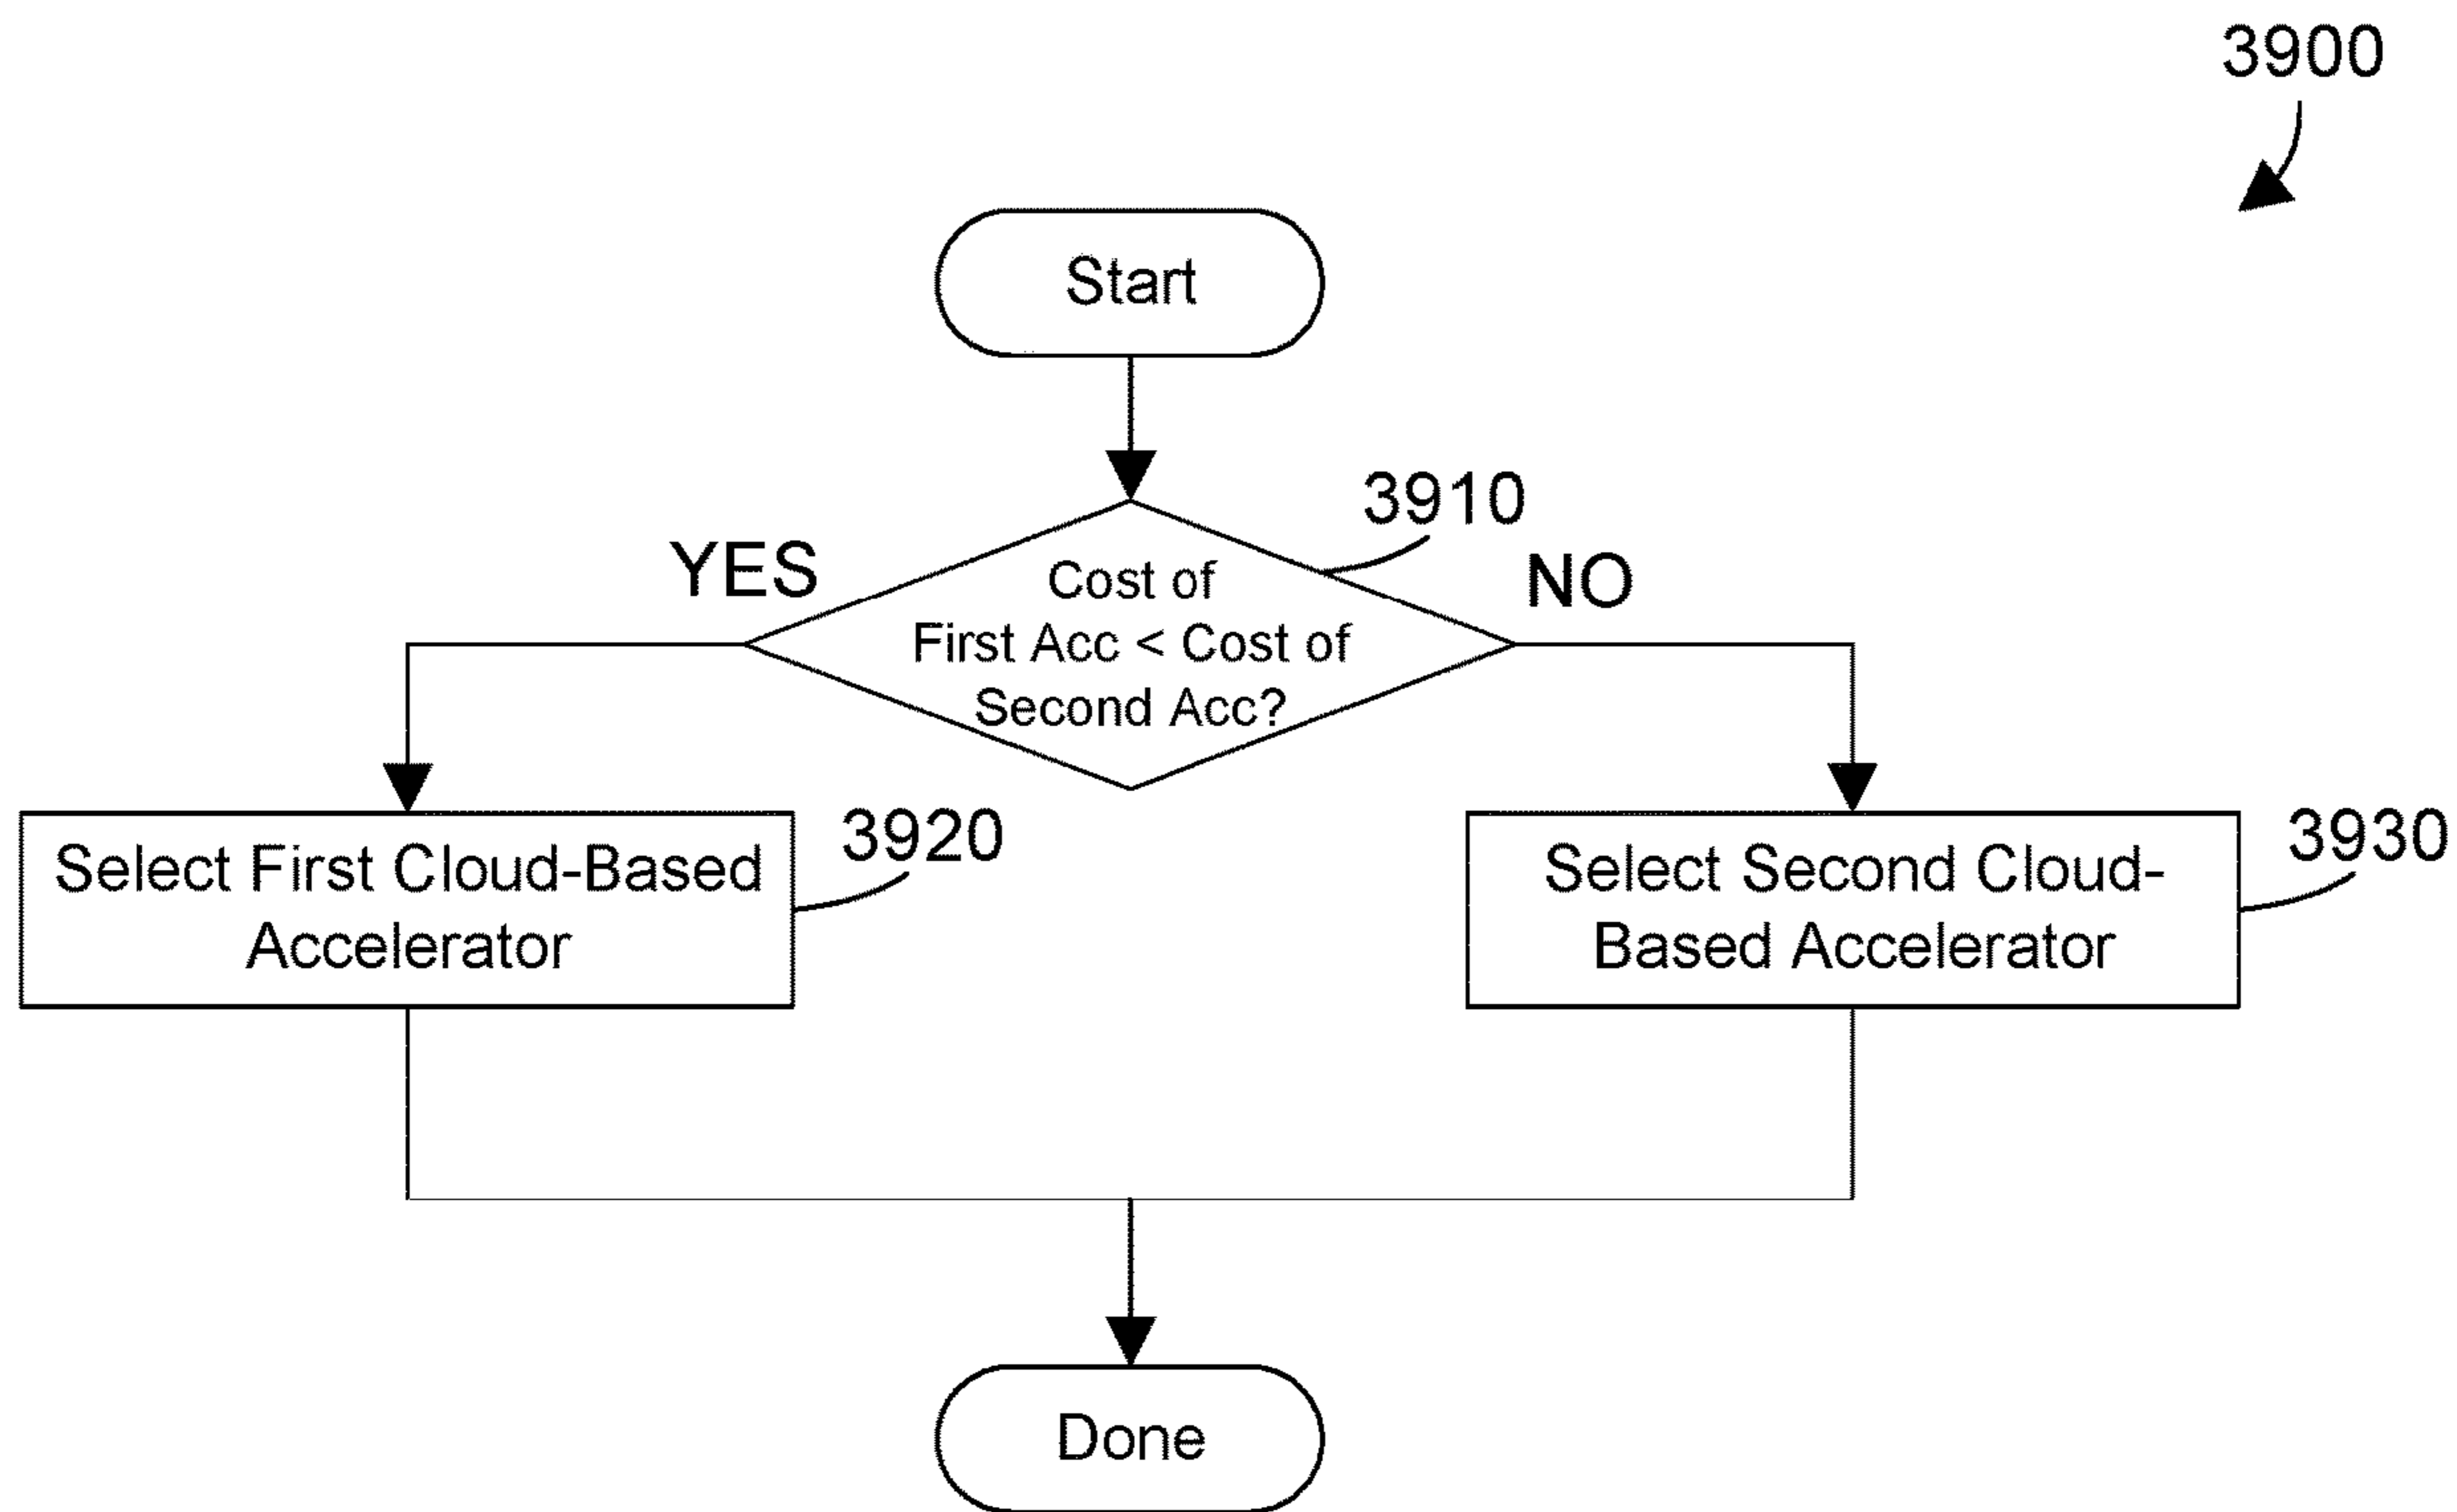 3900
Start
3910
YES
NO
Cost of
First Acc < Cost of
Second Acc?
3920
3930
Select First Cloud-Based
Accelerator
Select Second Cloud-
Based Accelerator
Done